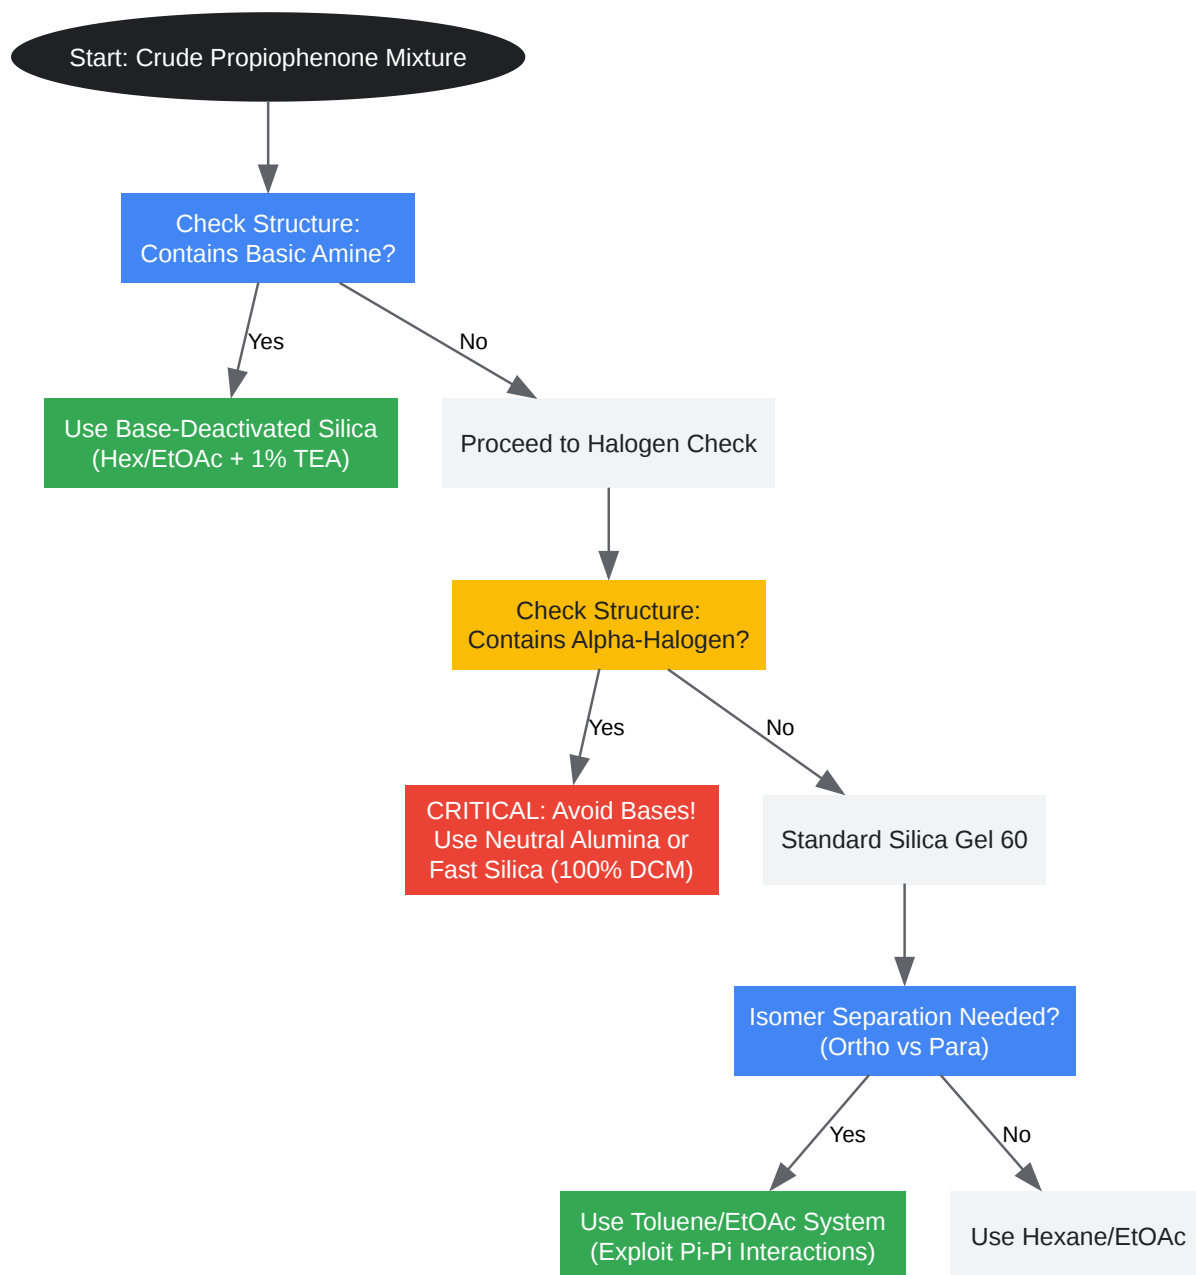 Start: Crude Propiophenone Mixture
Check Structure:
Contains Basic Amine?
Yes
No
Use Base-Deactivated Silica
(Hex/EtOAc + 1% TEA)
Proceed to Halogen Check
Check Structure:
Contains Alpha-Halogen?
Yes
No
CRITICAL: Avoid Bases!
Use Neutral Alumina or
Fast Silica (100% DCM)
Standard Silica Gel 60
Isomer Separation Needed?
(Ortho vs Para)
Yes
No
Use Toluene/EtOAc System
(Exploit Pi-Pi Interactions)
Use Hexane/EtOAc